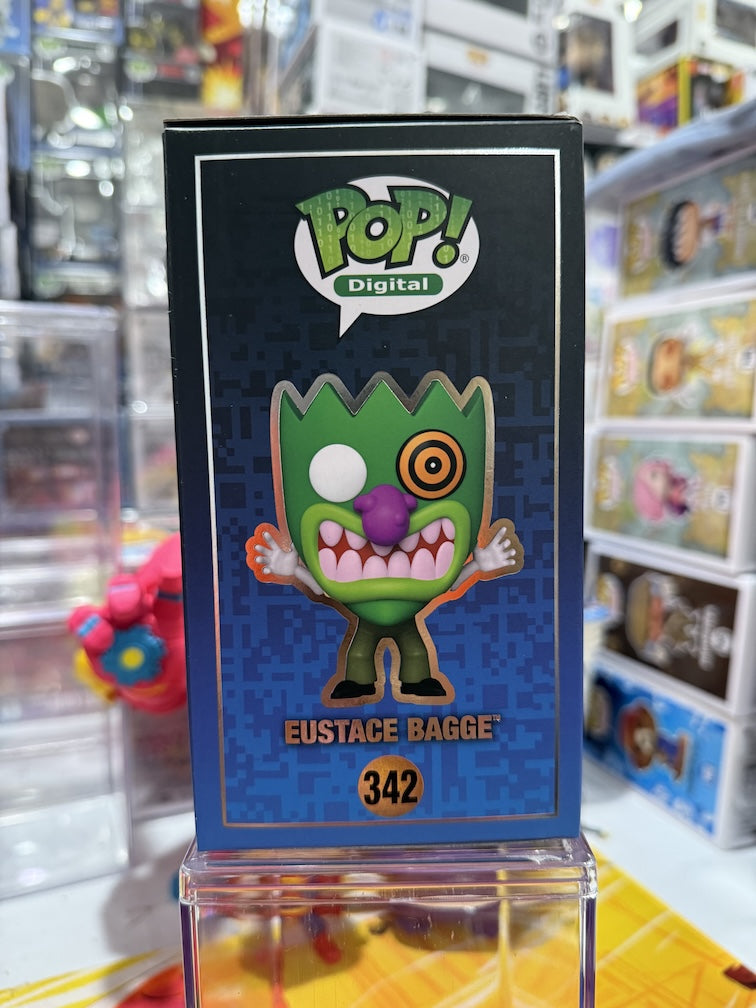 POP!
®
Digital
EUSTACE BAGGE™
342